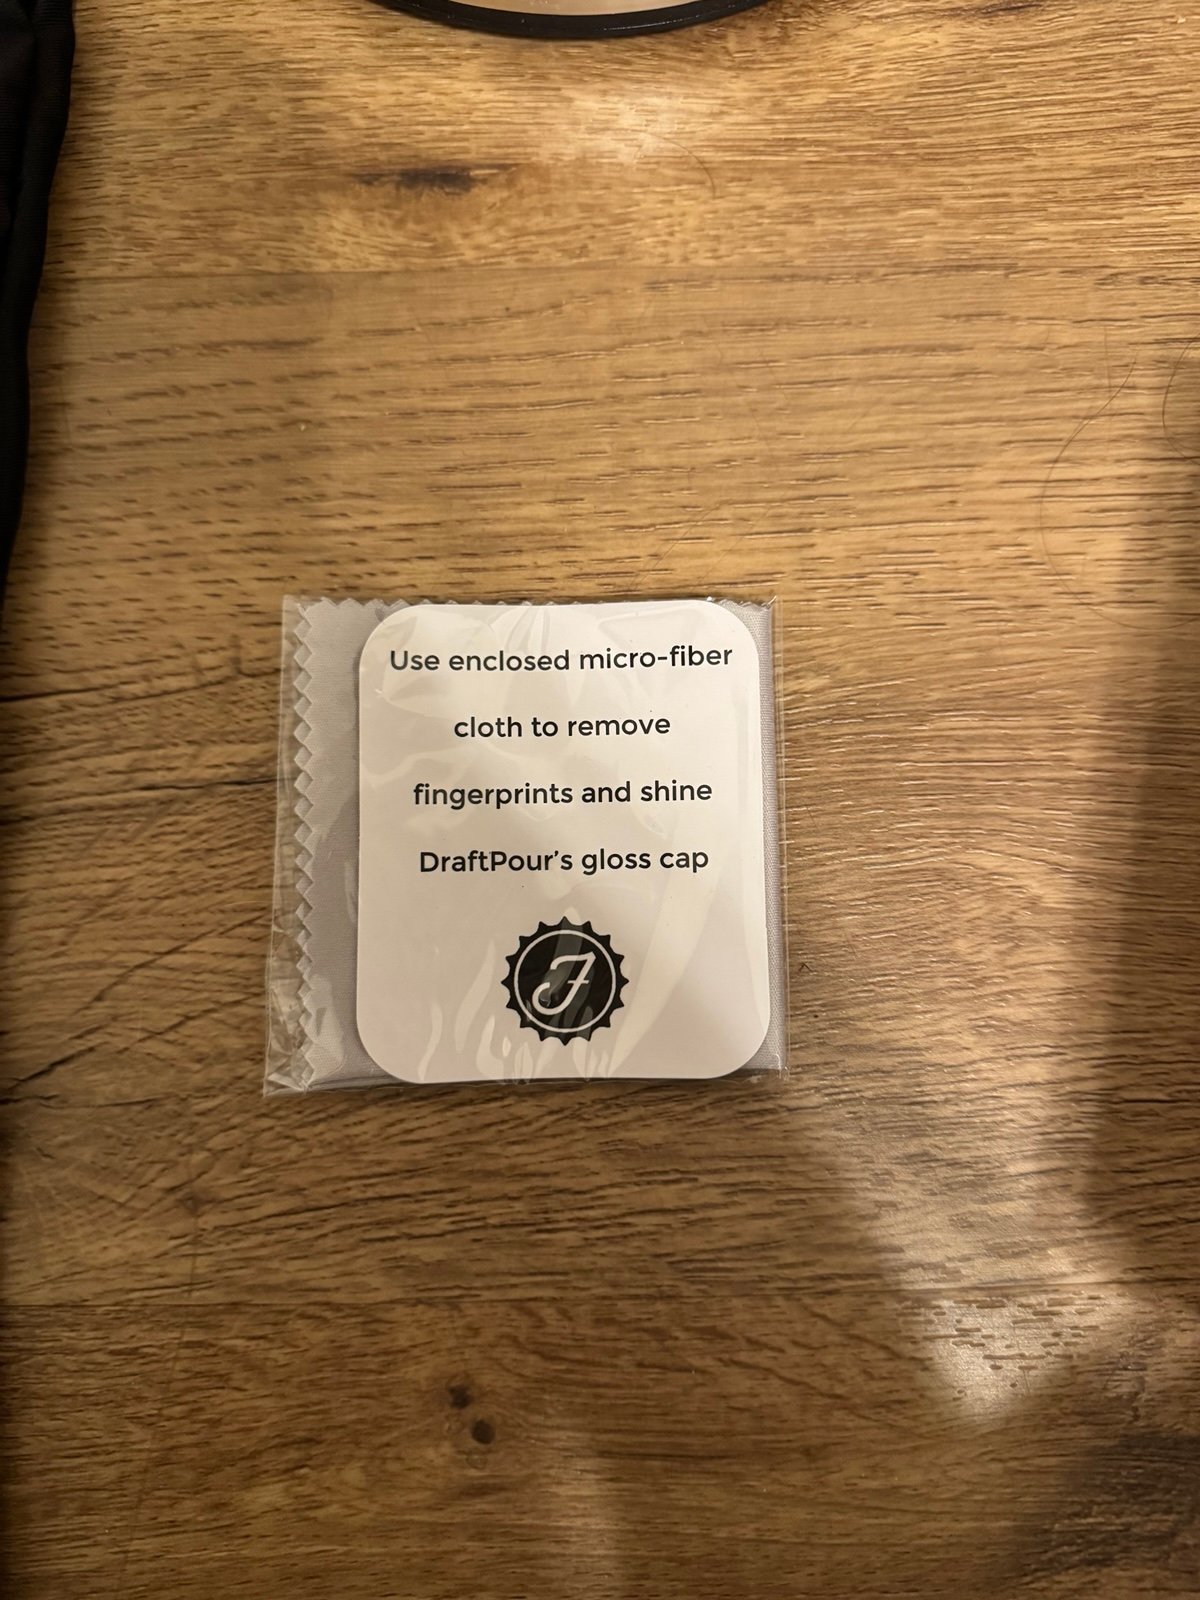 Use enclosed micro-fiber
cloth to remove
fingerprints and shine
DraftPour's gloss cap
F